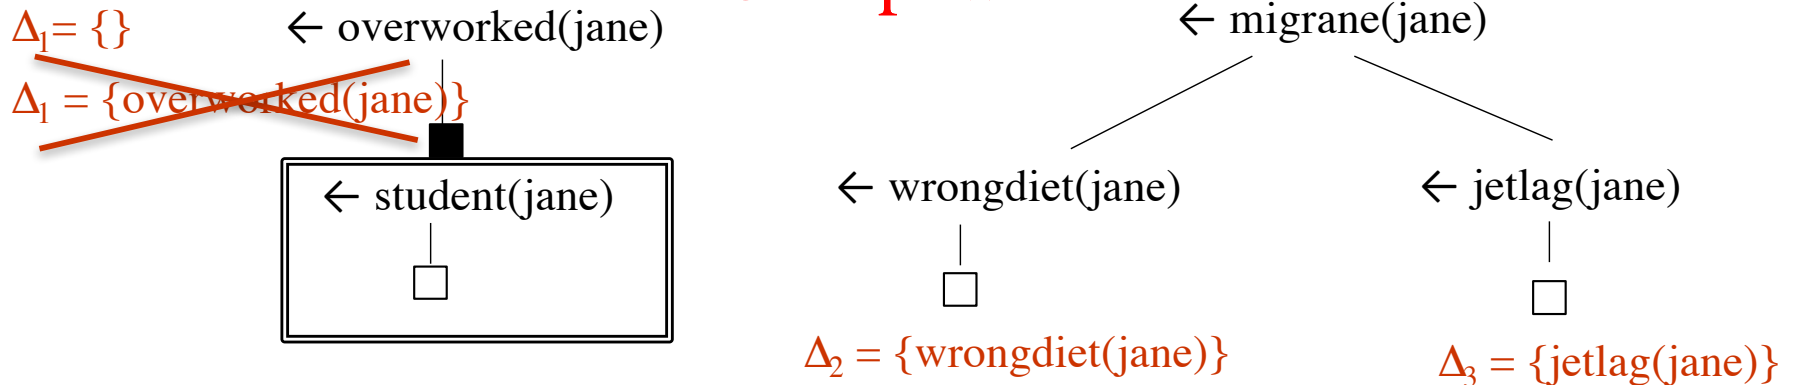 Δ1= {}
← overworked(jane)
← migrane(jane)
Δ1 = {overworked(jane)}
← student(jane)
← wrongdiet(jane)
← jetlag(jane)
Δ2 = {wrongdiet(jane)}
Δ3 = {jetlag(jane)}